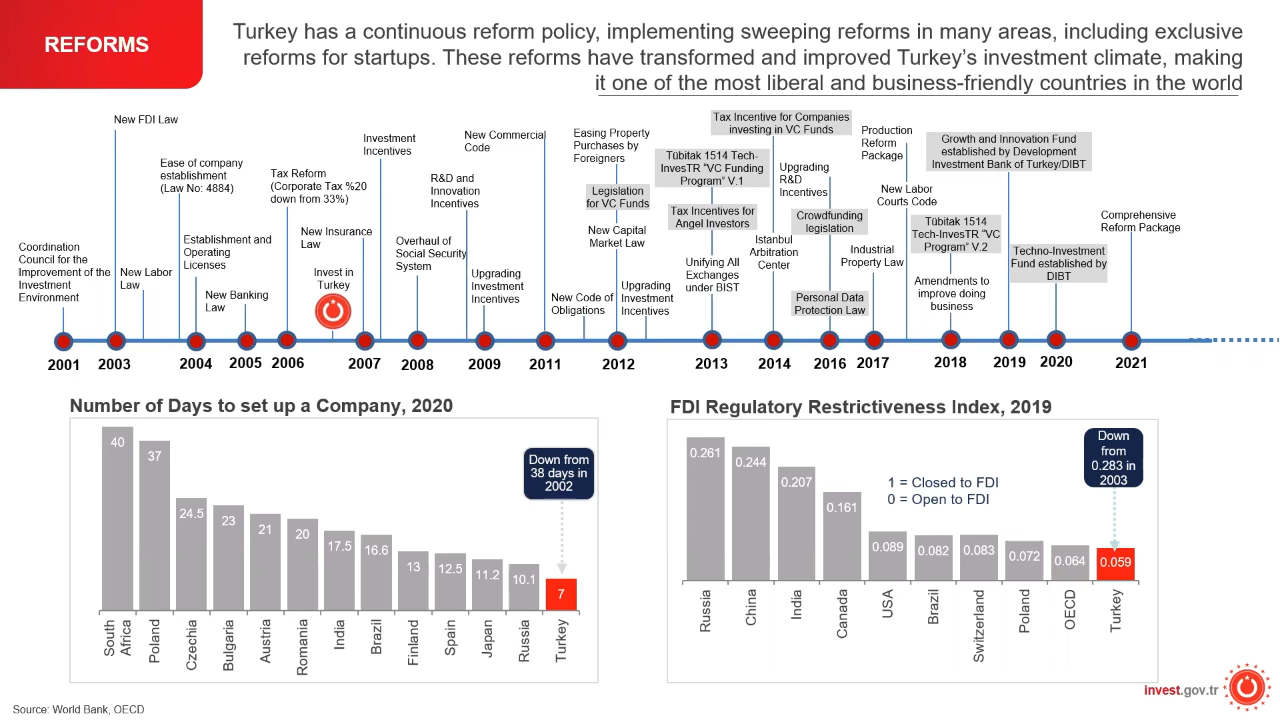 REFORMS
Turkey has a continuous reform policy, implementing sweeping reforms in many areas, including exclusive
reforms for startups. These reforms have transformed and improved Turkey's investment climate, making
it one of the most liberal and business-friendly countries in the world
Coordination
Council for the
Improvement of the
Investment
Environment
New FDI Law
New Labor
Law
Ease of company
establishment
(Law No: 4884)
Establishment and
Operating
Licenses
New Banking
Law
Tax Reform
(Corporate Tax %20
down from 33%)
New Insurance
Law
Invest in
Turkey
Investment
Incentives
Overhaul of
Social Security
System
R&D and
Innovation
Incentives
New Commercial
Code
Upgrading
Investment
Incentives
New Code of
Obligations
Easing Property
Purchases by
Foreigners
Legislation
for VC Funds
New Capital
Market Law
Upgrading
Investment
Incentives
Tübitak 1514 Tech-
InvesTR "VC Funding
Program" V.1
Tax Incentives for
Angel Investors
Unifying All
Exchanges
under BIST
Tax Incentive for Companies
investing in VC Funds
Istanbul
Arbitration
Center
Upgrading
R&D
Incentives
Crowdfunding
legislation
Personal Data
Protection Law
Production
Reform
Package
New Labor
Courts Code
Industrial
Property Law
Growth and Innovation Fund
established by Development
Investment Bank of Turkey/DIBT
Tübitak 1514
Tech-InvesTR "VC
Program" V.2
Amendments to
improve doing
business
Techno-Investment
Fund established by
DIBT
Comprehensive
Reform Package
2001
2003
2004
2005
2006
2007
2008
2009
2011
2012
2013
2014
2016
2017
2018
2019
2020
2021
Number of Days to set up a Company, 2020
40
37
24.5
23
21
20
17.5
16.6
13
12.5
11.2
10.1
7
Down from
38 days in
2002
South
Africa
Poland
Czechia
Bulgaria
Austria
Romania
India
Brazil
Finland
Spain
Japan
Russia
Turkey
FDI Regulatory Restrictiveness Index, 2019
0.261
0.244
0.207
0.161
0.089
0.082
0.083
0.072
0.064
0.059
1 = Closed to FDI
0 = Open to FDI
Down
from
0.283 in
2003
Russia
China
India
Canada
USA
Brazil
Switzerland
Poland
OECD
Turkey
invest.gov.tr
Source: World Bank, OECD